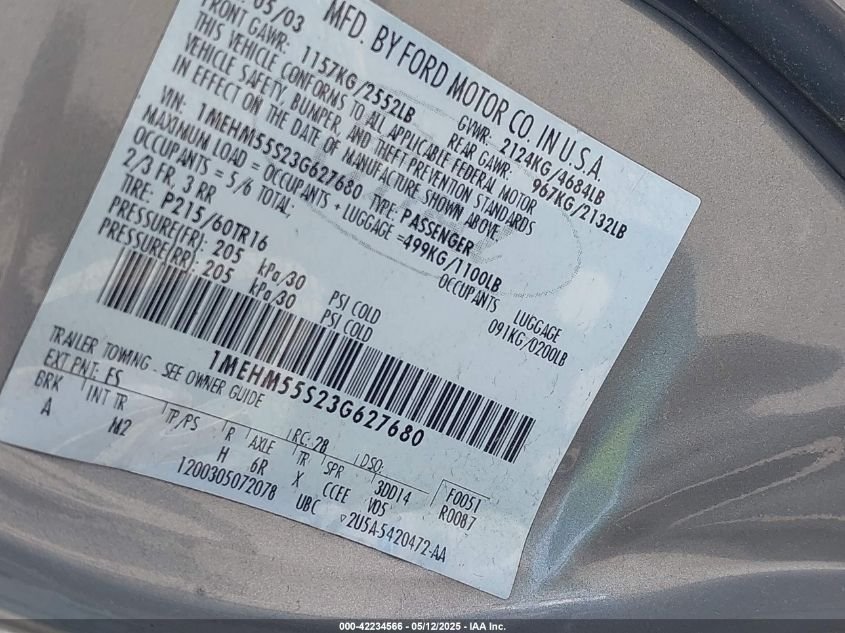 MFD. BY FORD MOTOR CO. IN U.S.A.
05/03 GVWR: 2124KG/4684LB
FRONT GAWR: 1157KG/2552LB REAR GAWR: 967KG/2132LB
THIS VEHICLE CONFORMS TO ALL APPLICABLE FEDERAL MOTOR
VEHICLE SAFETY, BUMPER, AND THEFT PREVENTION STANDARDS
IN EFFECT ON THE DATE OF MANUFACTURE SHOWN ABOVE.
VIN: 1MEHM55S23G627680 TYPE: PASSENGER
MAXIMUM LOAD = OCCUPANTS + LUGGAGE =499KG/1100LB
OCCUPANTS = 5/6 TOTAL, OCCUPANTS LUGGAGE
2/3 FR, 3 RR 091KG/0200LB
TIRE: P215/60TR16
PRESSURE(FR): 205 kPa/30 PSI COLD
PRESSURE(RR): 205 kPa/30 PSI COLD
1MEHM55S23G627680
TRAILER TOWING - SEE OWNER GUIDE
EXT PNT: FS RC: 28 DSO: F0051
BRK INT TR TP/PS R AXLE TR SPR R0087
A M2 H 6R X CCEE 3DD14
V05
1200305072078 UBC
▽2U5A-5420472-AA
000-42234566 - 05/12/2025 - IAA Inc.